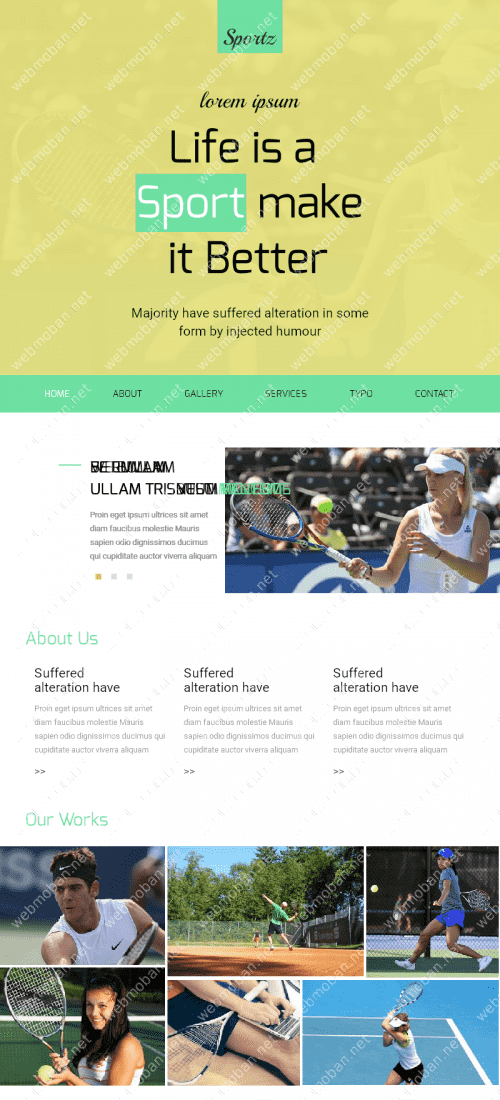 Sportz
lorem ipsum
Life is a
Sport make
it Better
Majority have suffered alteration in some
form by injected humour
HOME ABOUT GALLERY SERVICES TYPO CONTACT
ULLAM
ULLAM
Proin eget ipsum ultrices sit amet
diam faucibus molestie Mauris
sapien odio dignissimos ducimus
qui cupiditate auctor viverra aliquam
About Us
Suffered
alteration have
Proin eget ipsum ultrices sit amet
diam faucibus molestie Mauris
sapien odio dignissimos ducimus qui
cupiditate auctor viverra aliquam
>>
Suffered
alteration have
Proin eget ipsum ultrices sit amet
diam faucibus molestie Mauris
sapien odio dignissimos ducimus qui
cupiditate auctor viverra aliquam
>>
Suffered
alteration have
Proin eget ipsum ultrices sit amet
diam faucibus molestie Mauris
sapien odio dignissimos ducimus qui
cupiditate auctor viverra aliquam
>>
Our Works
webmoban.net